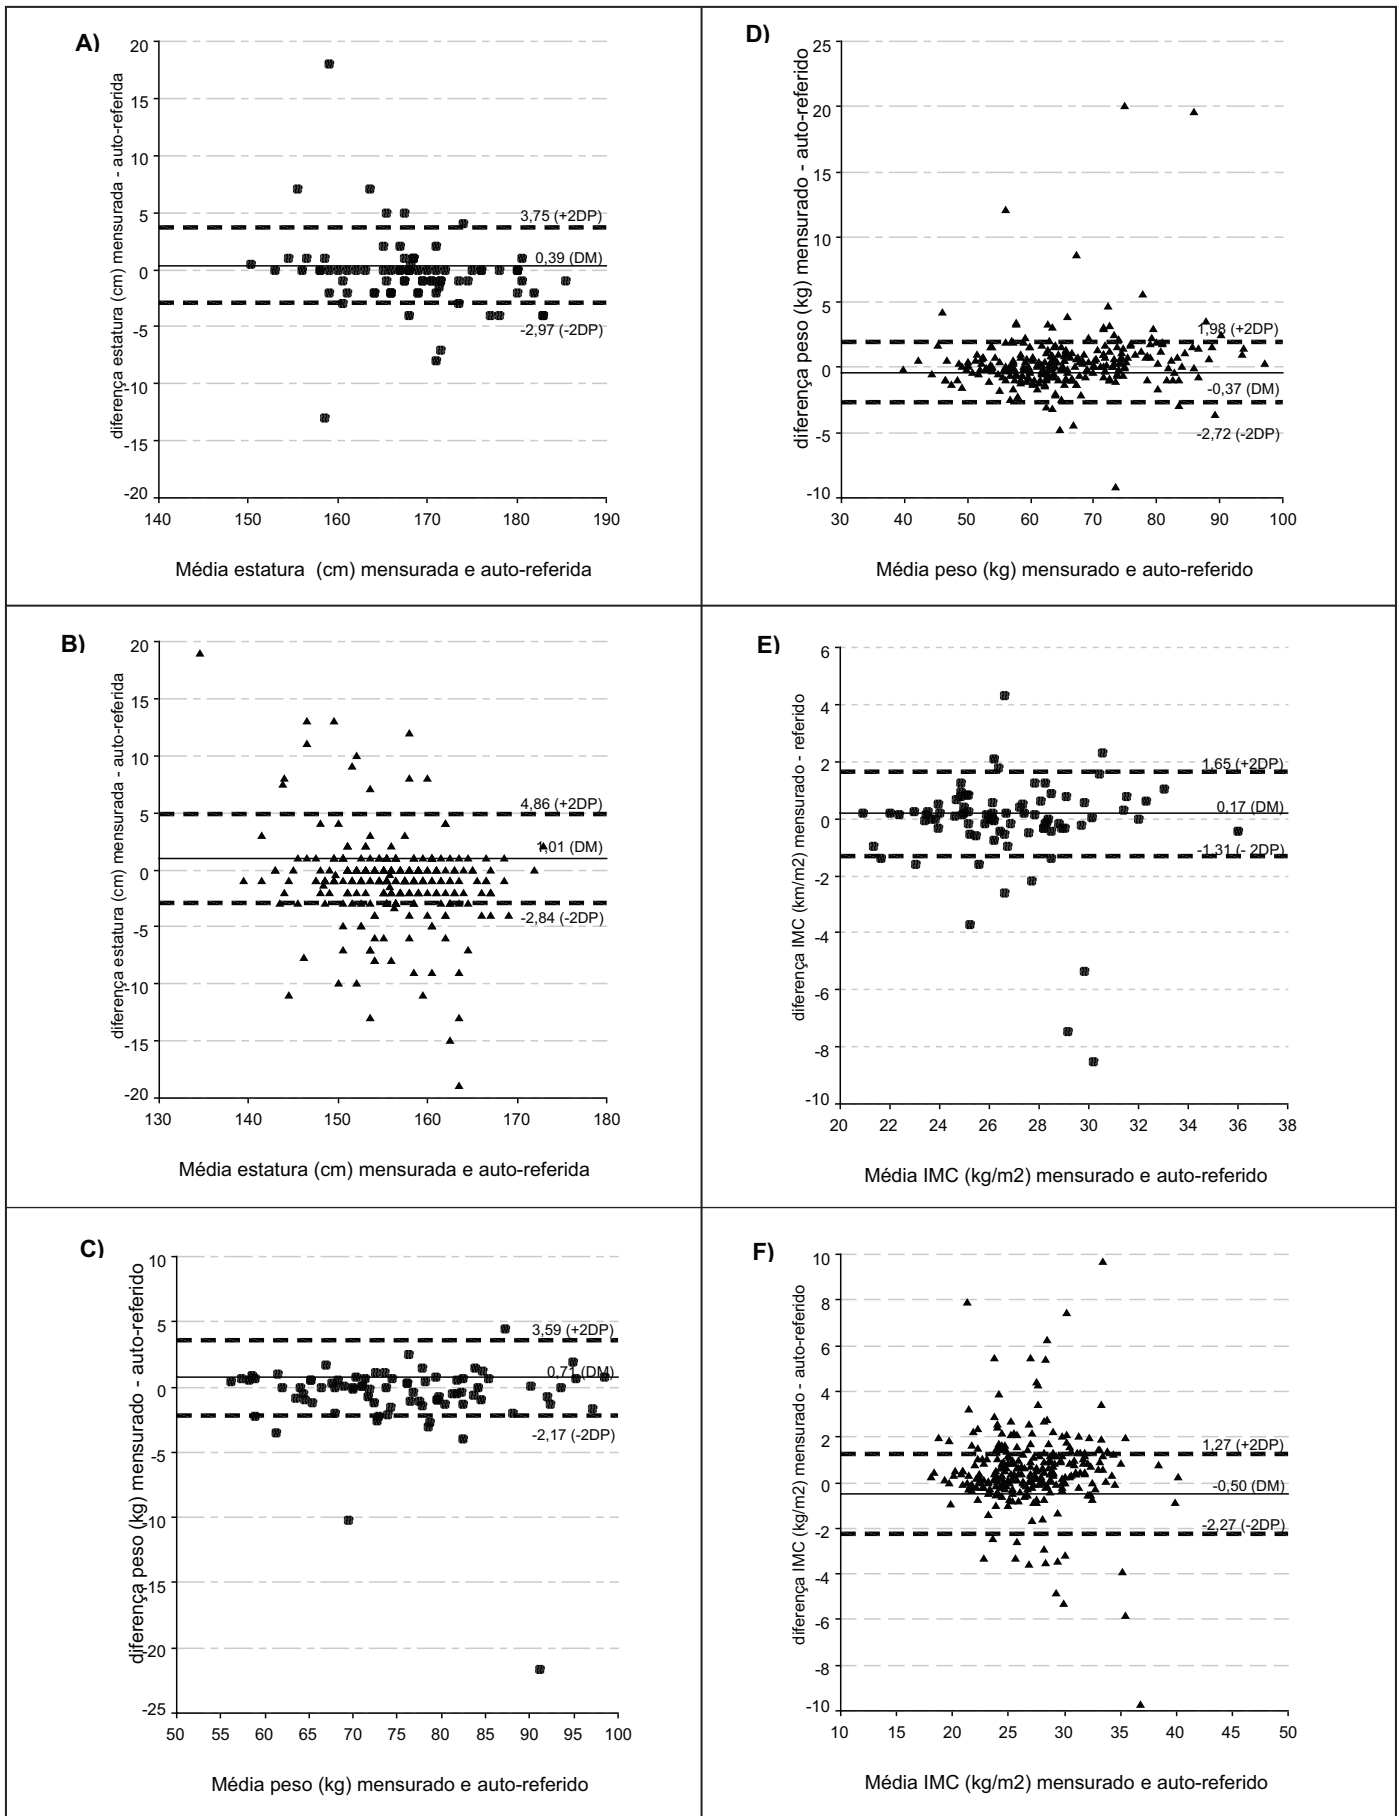 A)
diferença estatura (cm) mensurada - auto-referida
20
15
10
5
0
-5
-10
-15
-20
3,75 (+2DP)
0,39 (DM)
-2,97 (-2DP)
140 150 160 170 180 190
Média estatura (cm) mensurada e auto-referida
D)
diferença peso (kg) mensurado - auto-referido
25
20
15
10
5
0
-5
-10
1,98 (+2DP)
-0,37 (DM)
-2,72 (-2DP)
30 40 50 60 70 80 90 100
Média peso (kg) mensurado e auto-referido
B)
diferença estatura (cm) mensurada - auto-referida
20
15
10
5
0
-5
-10
-15
-20
4,86 (+2DP)
1,01 (DM)
-2,84 (-2DP)
130 140 150 160 170 180
Média estatura (cm) mensurada e auto-referida
E)
diferença IMC (km/m2) mensurado - referido
6
4
2
0
-2
-4
-6
-8
-10
1,65 (+2DP)
0,17 (DM)
-1,31 (- 2DP)
20 22 24 26 28 30 32 34 36 38
Média IMC (kg/m2) mensurado e auto-referido
C)
diferença peso (kg) mensurado - auto-referido
10
5
0
-5
-10
-15
-20
-25
3,59 (+2DP)
0,71 (DM)
-2,17 (-2DP)
50 55 60 65 70 75 80 85 90 95 100
Média peso (kg) mensurado e auto-referido
F)
diferença IMC (kg/m2) mensurado - auto-referido
10
8
6
4
2
0
-2
-4
-6
-8
-10
1,27 (+2DP)
-0,50 (DM)
-2,27 (-2DP)
10 15 20 25 30 35 40 45 50
Média IMC (kg/m2) mensurado e auto-referido